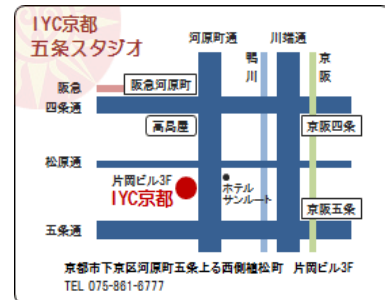 IYC京都
五条スタジオ
河原町通
川端通
鴨川
京阪
阪急
阪急河原町
四条通
高島屋
京阪四条
松原通
片岡ビル3F
IYC京都
ホテル
サンルート
京阪五条
五条通
京都市下京区河原町五条上る西側植松町 片岡ビル3F
TEL 075-861-6777